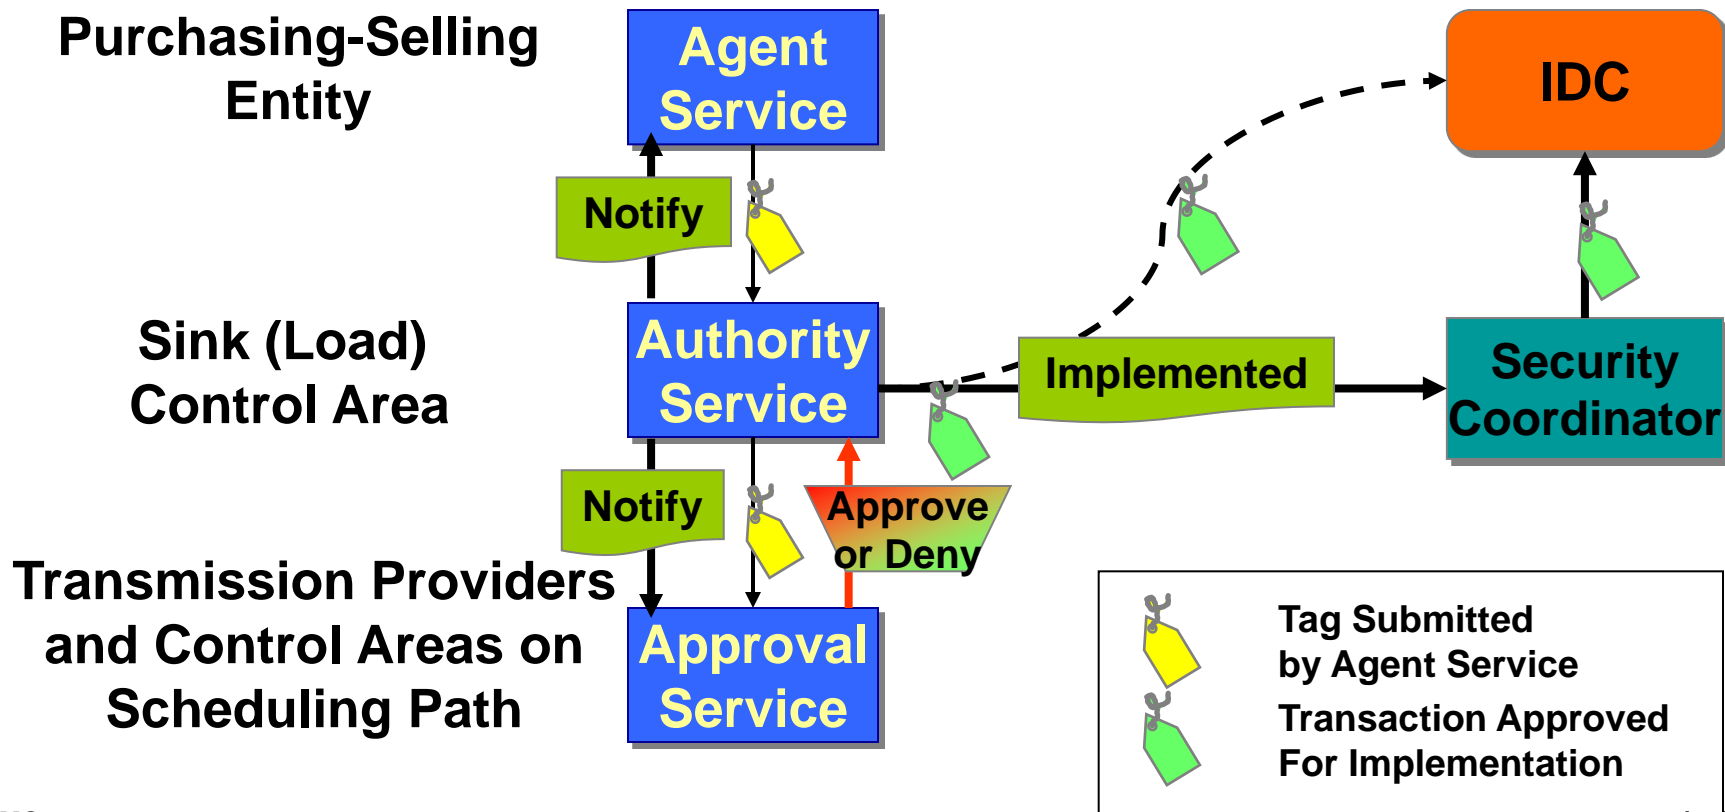 Purchasing-Selling
Entity
Agent
Service
IDC
Notify
Sink (Load)
Control Area
Authority
Service
Implemented
Security
Coordinator
Notify
Approve
or Deny
Transmission Providers
and Control Areas on
Scheduling Path
Approval
Service
Tag Submitted
by Agent Service
Transaction Approved
For Implementation